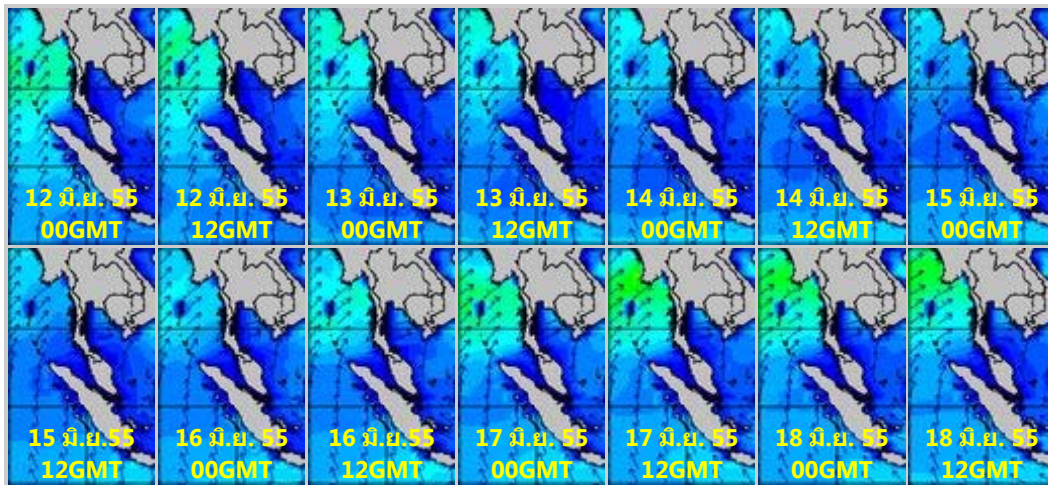 12 มิ.ย. 55
00GMT
12 มิ.ย. 55
12GMT
13 มิ.ย. 55
00GMT
13 มิ.ย. 55
12GMT
14 มิ.ย. 55
00GMT
14 มิ.ย. 55
12GMT
15 มิ.ย. 55
00GMT
15 มิ.ย.55
12GMT
16 มิ.ย. 55
00GMT
16 มิ.ย.55
12GMT
17 มิ.ย. 55
00GMT
17 มิ.ย. 55
12GMT
18 มิ.ย. 55
00GMT
18 มิ.ย. 55
12GMT